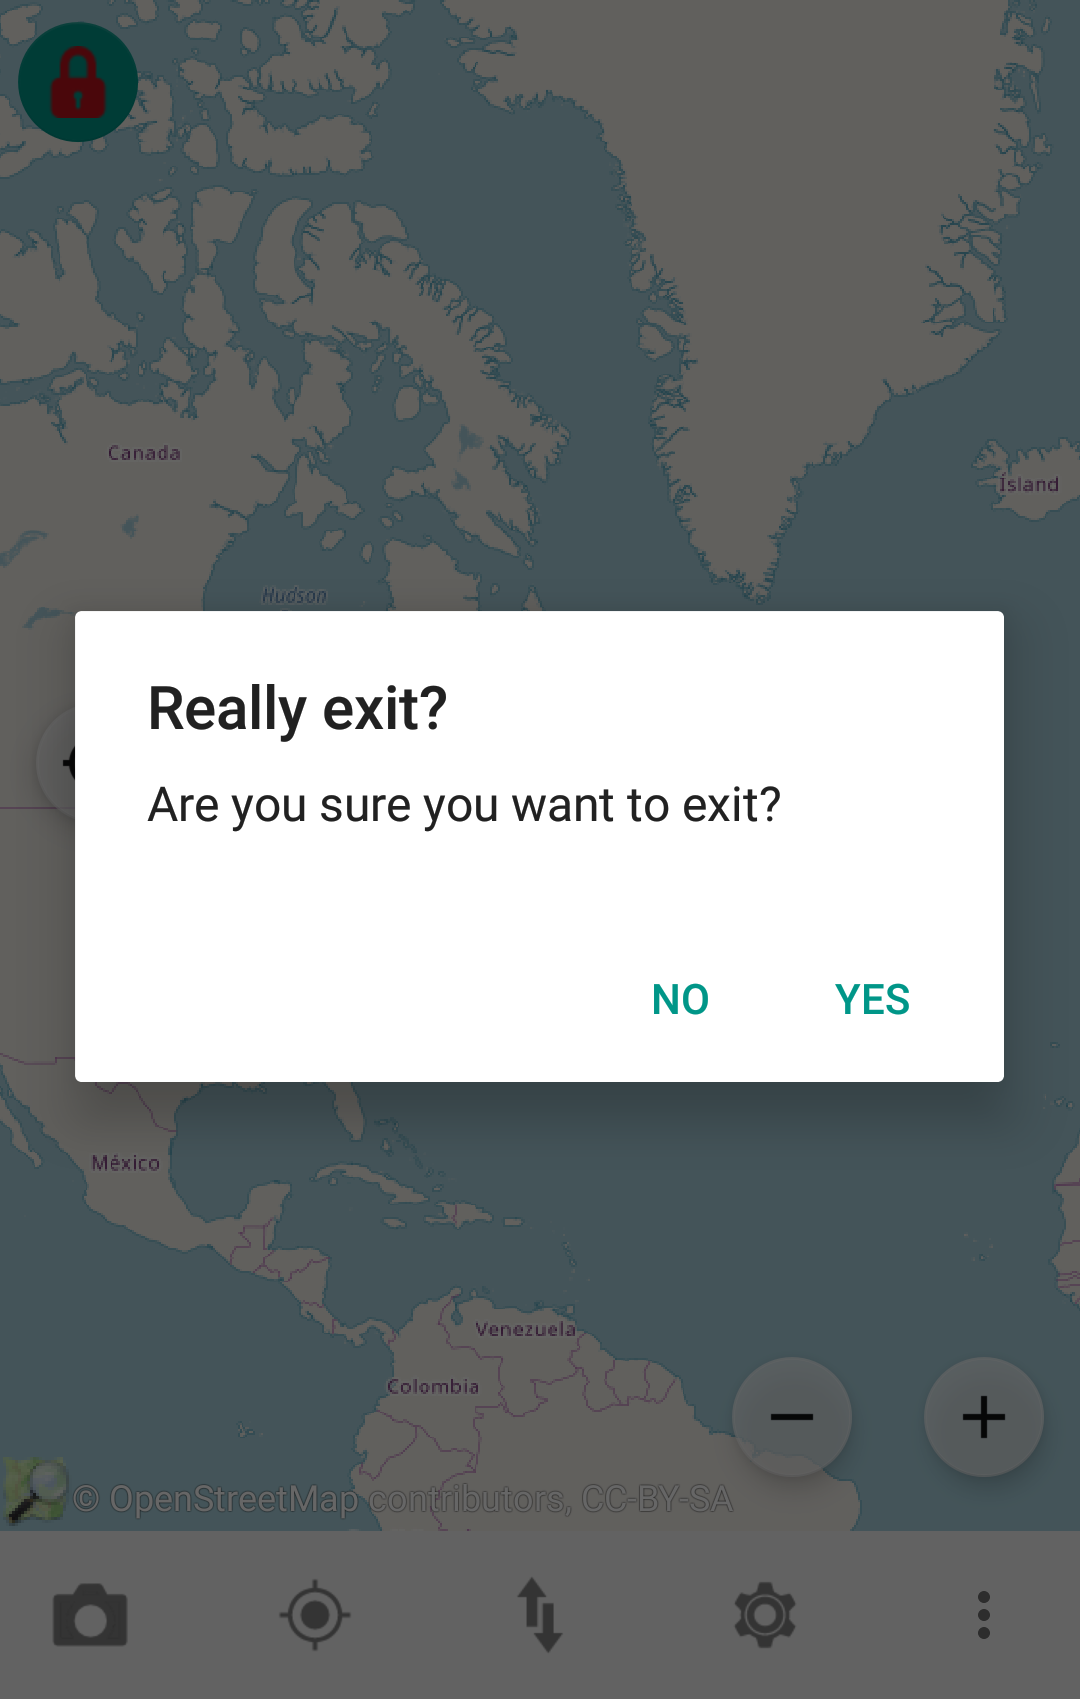 Canada
Ísland
Hudson
Really exit?
Are you sure you want to exit?
NO YES
México
Venezuela
Colombia
© OpenStreetMap contributors, CC-BY-SA